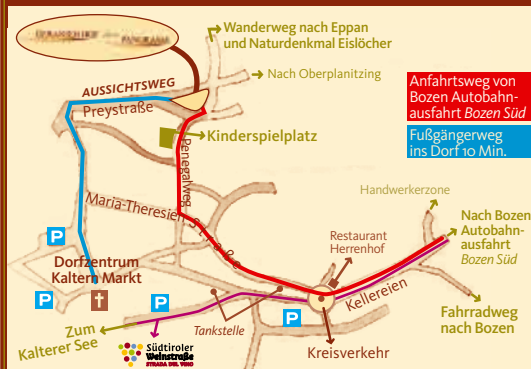 PANORAMA
Wanderweg nach Eppan
und Naturdenkmal Eislöcher
Nach Oberplanitzing
AUSSICHTSWEG
Preystraße
Kinderspielplatz
Penegalweg
Anfahrtsweg von
Bozen Autobahn-
ausfahrt Bozen Süd
Fußgängerweg
ins Dorf 10 Min.
Maria-Theresien Straße
Handwerkerzone
Nach Bozen
Autobahn-
ausfahrt
Bozen Süd
Restaurant
Herrenhof
P
Dorfzentrum
Kaltern Markt
Kellereien
P
P
P
Fahrradweg
nach Bozen
Tankstelle
Zum
Kalterer See
Kreisverkehr
Südtiroler
Weinstraße
STRADA DEL VINO